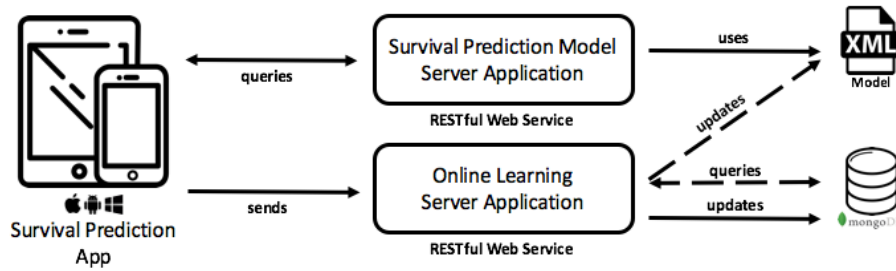 Survival Prediction Model
Server Application
RESTful Web Service
queries
uses
XML
Model
updates
Online Learning
Server Application
RESTful Web Service
sends
queries
updates
mongoD
Survival Prediction
App